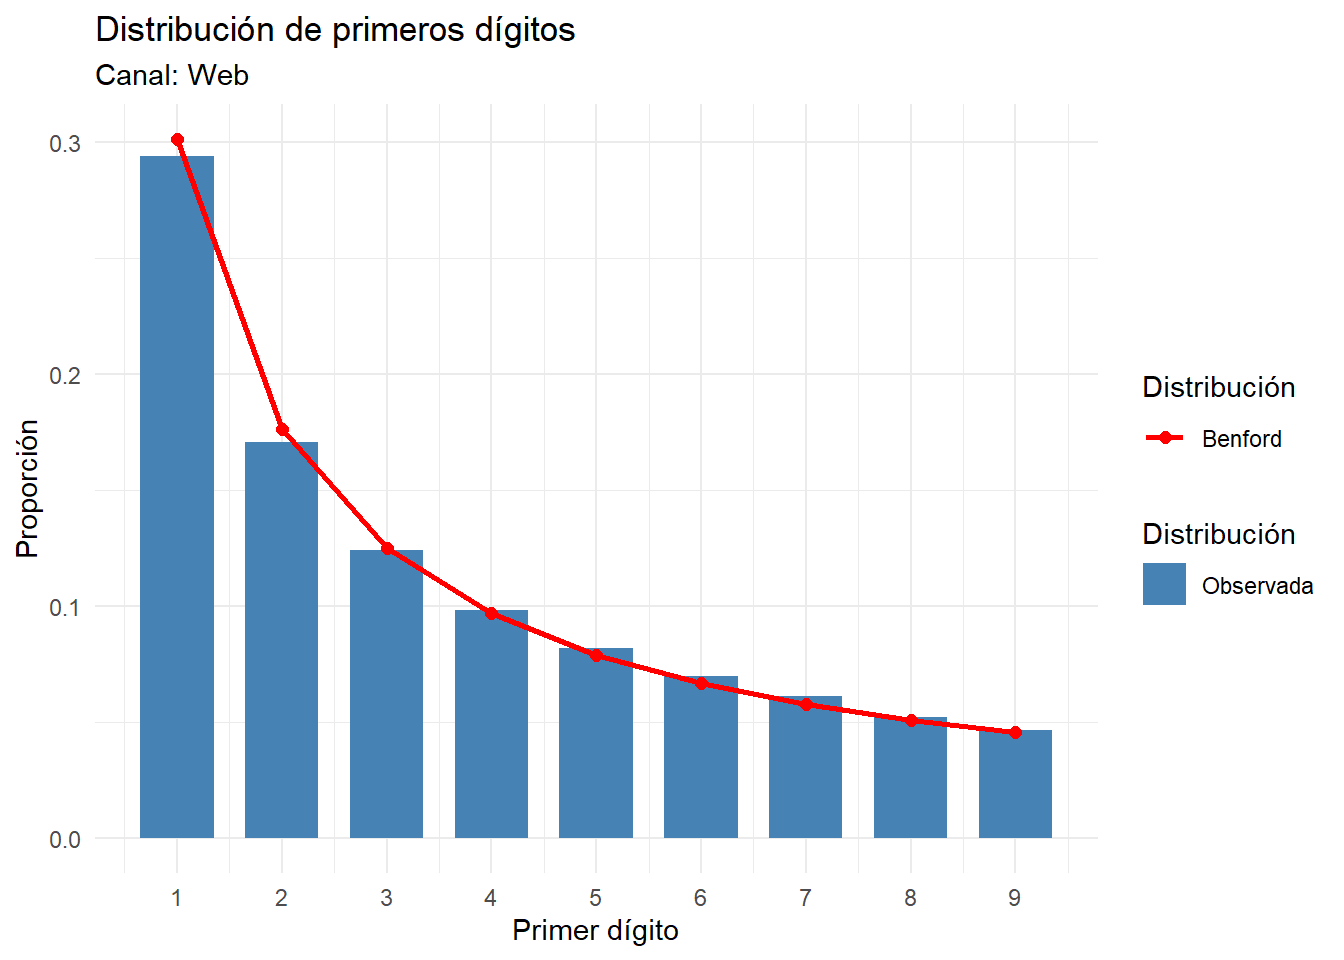 Distribución de primeros dígitos
Canal: Web
Proporción
0.3
0.2
0.1
0.0
1 2 3 4 5 6 7 8 9
Primer dígito
Distribución
Benford
Distribución
Observada